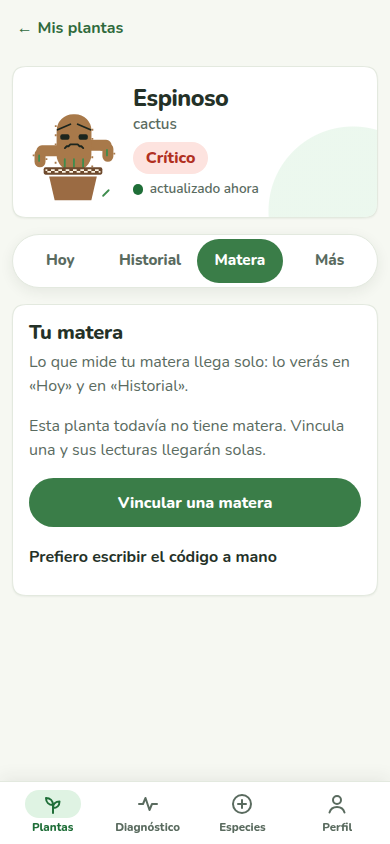 ← Mis plantas
Espinoso
cactus
Crítico
actualizado ahora
Hoy
Historial
Matera
Más
Tu matera
Lo que mide tu matera llega solo: lo verás en
«Hoy» y en «Historial».
Esta planta todavía no tiene matera. Vincula
una y sus lecturas llegarán solas.
Vincular una matera
Prefiero escribir el código a mano
Plantas
Diagnóstico
Especies
Perfil